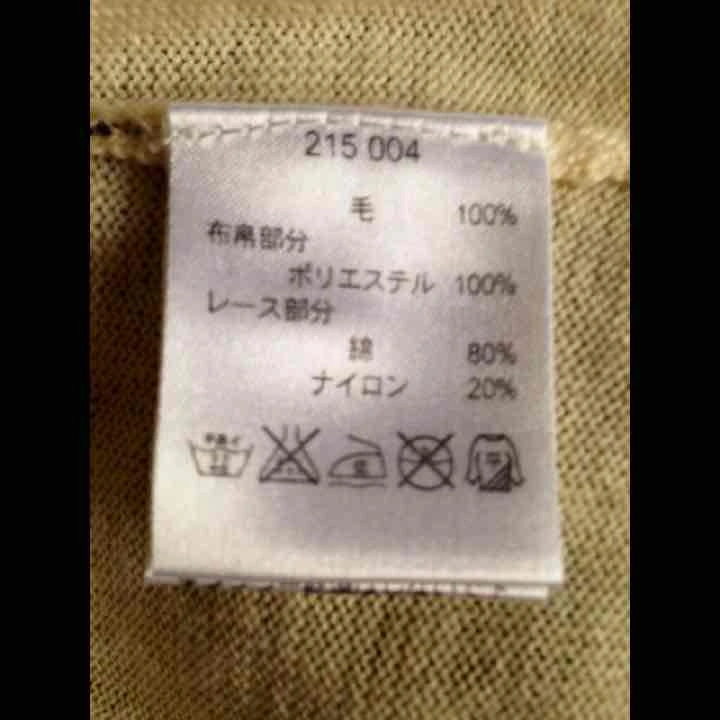 215 004
毛 100%
布帛部分
ポリエステル 100%
レース部分
綿 80%
ナイロン 20%